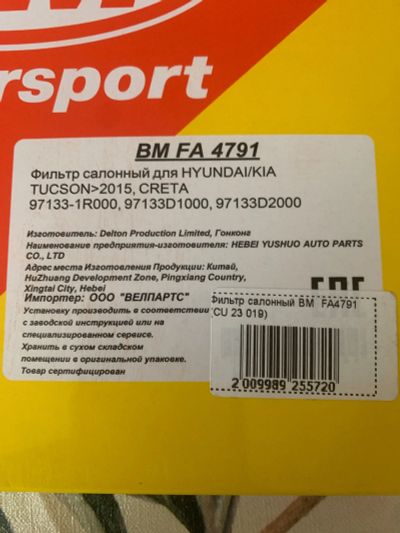 rsport
BM FA 4791
Фильтр салонный для HYUNDAI/KIA
TUCSON>2015, CRETA
97133-1R000, 97133D1000, 97133D2000
Изготовитель: Delton Production Limited, Гонконг
Наименование предприятия-изготовителя: HEBEI YUSHUO AUTO PARTS
CO., LTD
Адрес места Изготовления Продукции: Китай,
HuZhang Development Zone, Pingxiang Country,
Xingtai City, Hebei
Импортер: ООО "ВЕЛПАРТС"
Установку производить в соответствии
с заводской инструкцией или на
специализированном сервисе.
Хранить в сухом складском
помещении в оригинальной упаковке.
Товар сертифицирован
Фильтр салонный BM FA4791
(CU 23 019)
2 009989 255720